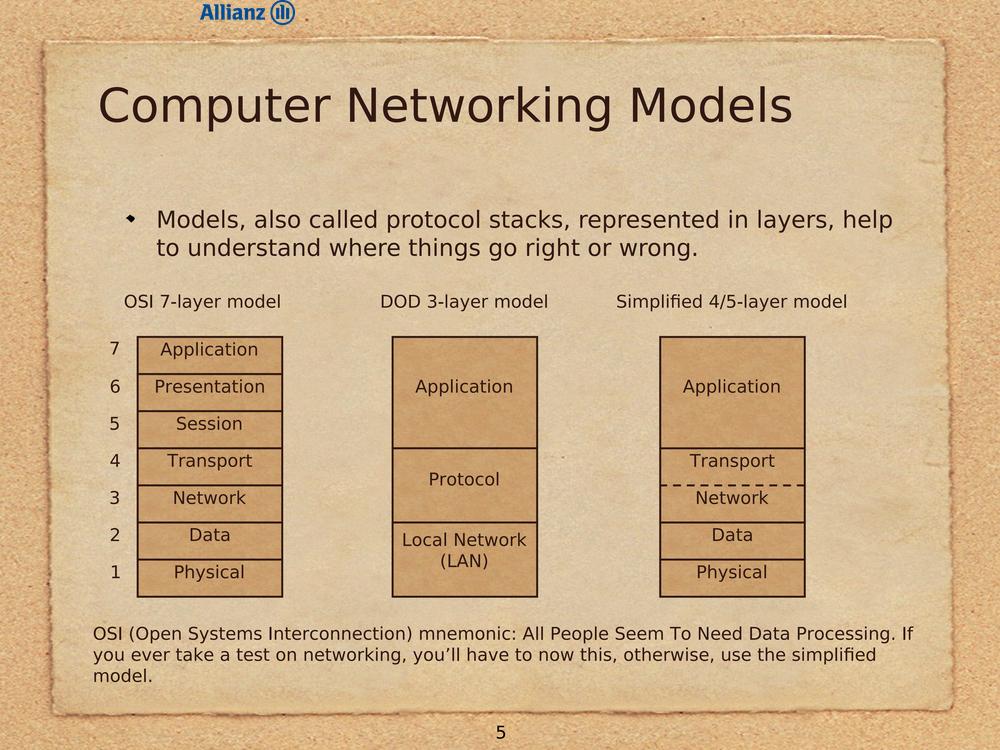 Allianz
Computer Networking Models
Models, also called protocol stacks, represented in layers, help
to understand where things go right or wrong.
OSI 7-layer model
DOD 3-layer model
Simplified 4/5-layer model
7 Application
6 Presentation
5 Session
4 Transport
3 Network
2 Data
1 Physical
Application
Protocol
Local Network
(LAN)
Application
Transport
Network
Data
Physical
OSI (Open Systems Interconnection) mnemonic: All People Seem To Need Data Processing. If
you ever take a test on networking, you’ll have to now this, otherwise, use the simplified
model.
5